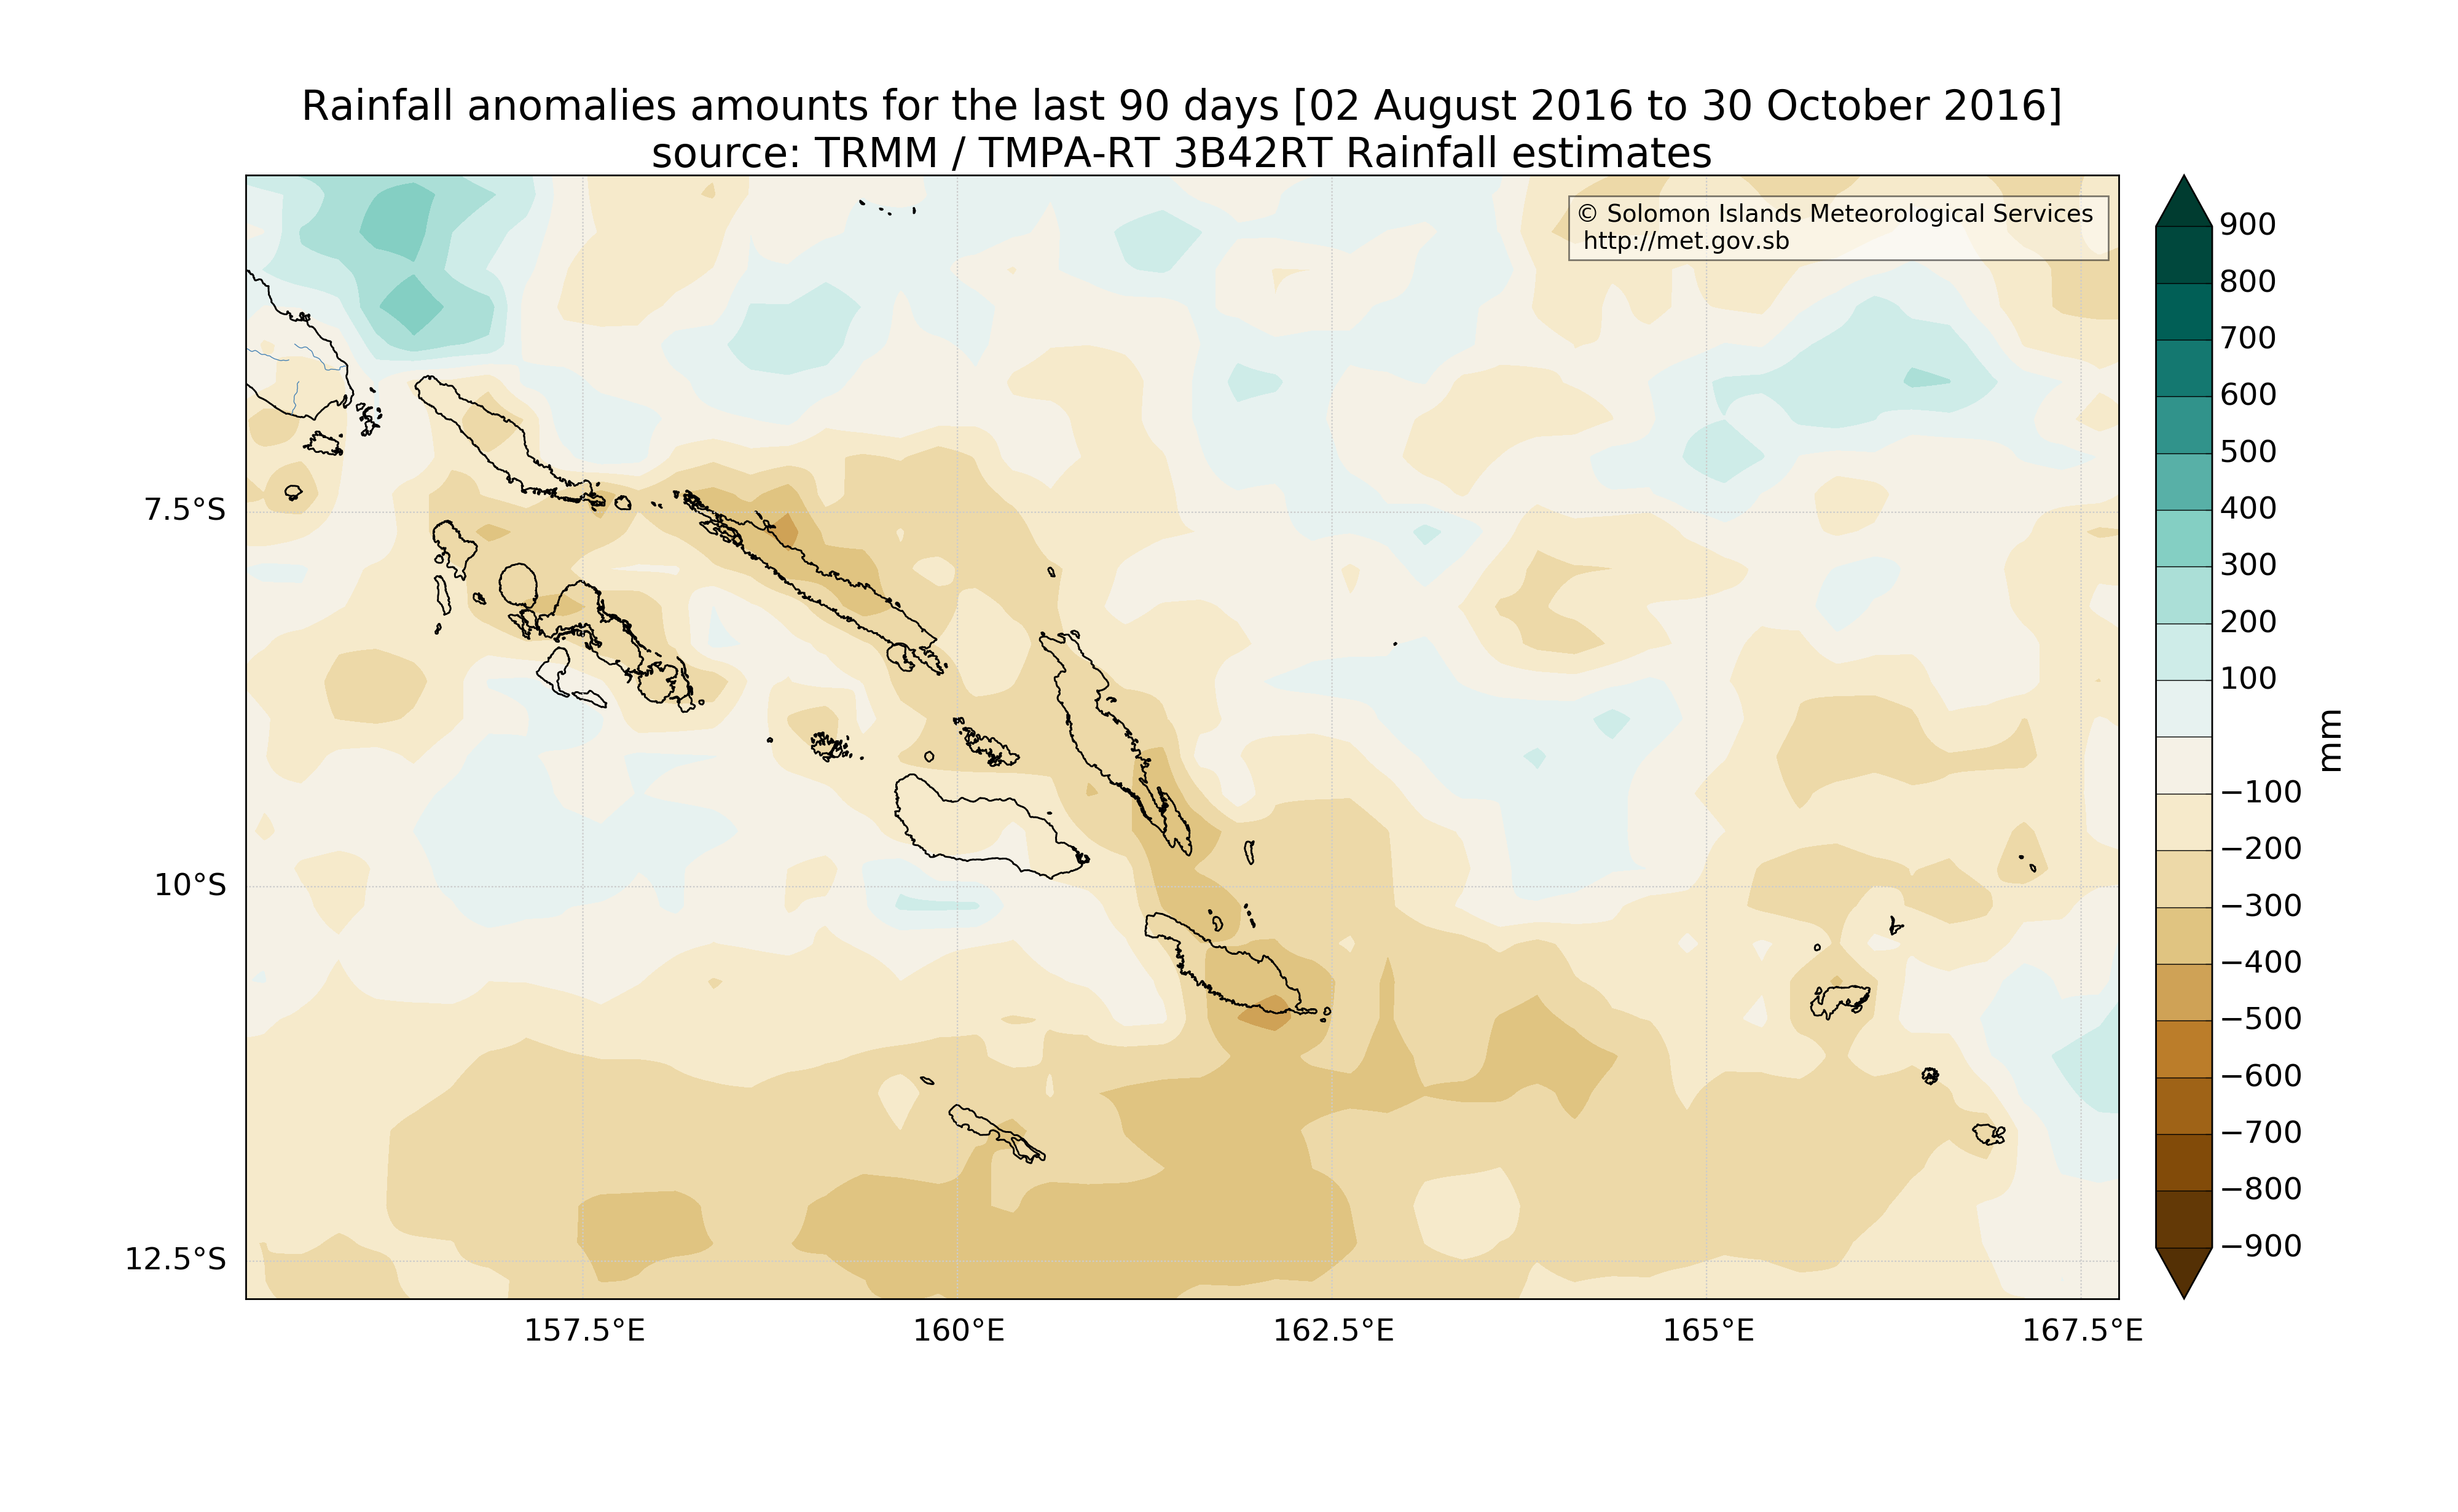 Rainfall anomalies amounts for the last 90 days [02 August 2016 to 30 October 2016]
source: TRMM / TMPA-RT 3B42RT Rainfall estimates
© Solomon Islands Meteorological Services
http://met.gov.sb
7.5°S
10°S
12.5°S
157.5°E
160°E
162.5°E
165°E
167.5°E
900
800
700
600
500
400
300
200
100
−100
−200
−300
−400
−500
−600
−700
−800
−900
mm